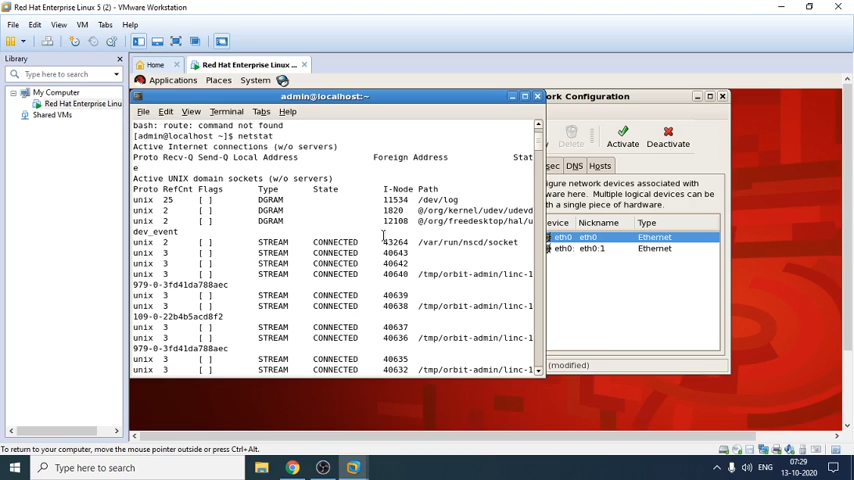 Red Hat Enterprise Linux 5 (2) - VMware Workstation
File Edit View VM Tabs Help
Library
Type here to search
My Computer
Red Hat Enterprise Linu
Shared VMs
Home
Red Hat Enterprise Linux ...
Applications Places System
admin@localhost:~
File Edit View Terminal Tabs Help
bash: route: command not found
[admin@localhost ~]$ netstat
Active Internet connections (w/o servers)
Proto Recv-Q Send-Q Local Address Foreign Address Stat
e
Active UNIX domain sockets (w/o servers)
Proto RefCnt Flags Type State I-Node Path
unix 25 [ ] DGRAM 11534 /dev/log
unix 2 [ ] DGRAM 1820 @/org/kernel/udev/udevd
unix 2 [ ] DGRAM 12108 @/org/freedesktop/hal/u
dev_event
unix 2 [ ] STREAM CONNECTED 43264 /var/run/nscd/socket
unix 3 [ ] STREAM CONNECTED 40643
unix 3 [ ] STREAM CONNECTED 40642
unix 3 [ ] STREAM CONNECTED 40640 /tmp/orbit-admin/linc-1
979-0-3fd41da788aec
unix 3 [ ] STREAM CONNECTED 40639
unix 3 [ ] STREAM CONNECTED 40638 /tmp/orbit-admin/linc-1
109-0-22b4b5acd8f2
unix 3 [ ] STREAM CONNECTED 40637
unix 3 [ ] STREAM CONNECTED 40636 /tmp/orbit-admin/linc-1
979-0-3fd41da788aec
unix 3 [ ] STREAM CONNECTED 40635
unix 3 [ ] STREAM CONNECTED 40632 /tmp/orbit-admin/linc-1
ork Configuration
Delete Activate Deactivate
sec DNS Hosts
igure network devices associated with
ware here. Multiple logical devices can
th a single piece of hardware.
evice Nickname Type
eth0 eth0 Ethernet
eth0: eth0:1 Ethernet
(modified)
To return to your computer, move the mouse pointer outside or press Ctrl+Alt.
Type here to search
ENG
07:29
13-10-2020